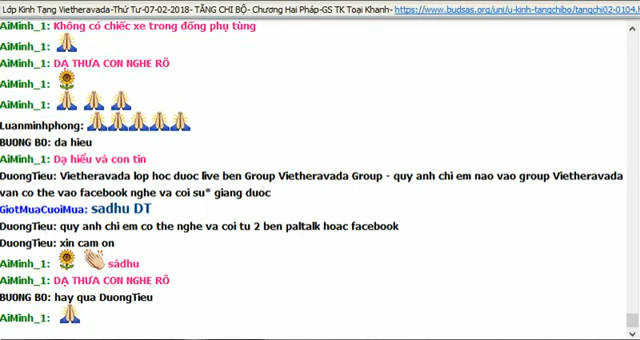 Lớp Kinh Tạng Vietheravada-Thứ Tư-07-02-2018- TĂNG CHI BỘ- Chương Hai Pháp-GS TK Toại Khanh- https://www.budsas.org/uni/u-kinh-tangchibo/tangchi02-0104.h
AiMinh_1: Không có chiếc xe trong đống phụ tùng
AiMinh_1:
AiMinh_1: DẠ THƯA CON NGHE RÕ
AiMinh_1:
AiMinh_1:
Luanminhphong:
BUONG BO: da hieu
AiMinh_1: Dạ hiểu và con tin
DuongTieu: Vietheravada lop hoc duoc live ben Group Vietheravada Group - quy anh chi em nao vao group Vietheravada
van co the vao facebook nghe va coi su* giang duoc
GiotMuaCuoiMua: sadhu DT
DuongTieu: quy anh chi em co the nghe va coi tu 2 ben paltalk hoac facebook
DuongTieu: xin cam on
AiMinh_1: sâdhu
AiMinh_1: DẠ THƯA CON NGHE RÕ
BUONG BO: hay qua DuongTieu
AiMinh_1: